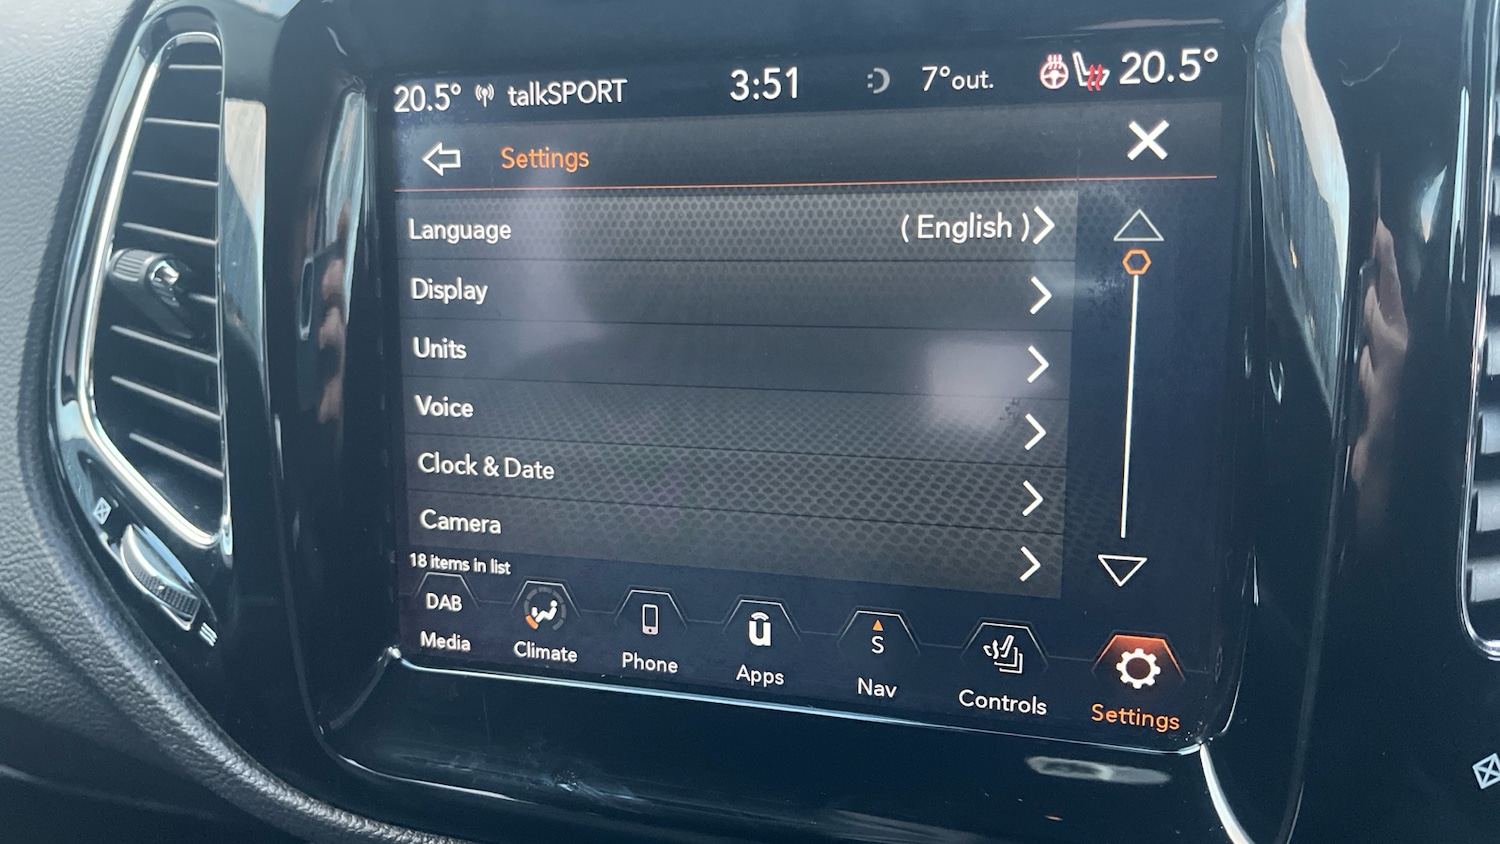 20.5° talkSPORT 3:51 7°out. 20.5°
Settings
Language ( English )
Display
Units
Voice
Clock & Date
Camera
18 items in list
DAB
Media
Climate
Phone
ū
Apps
S
Nav
Controls
Settings